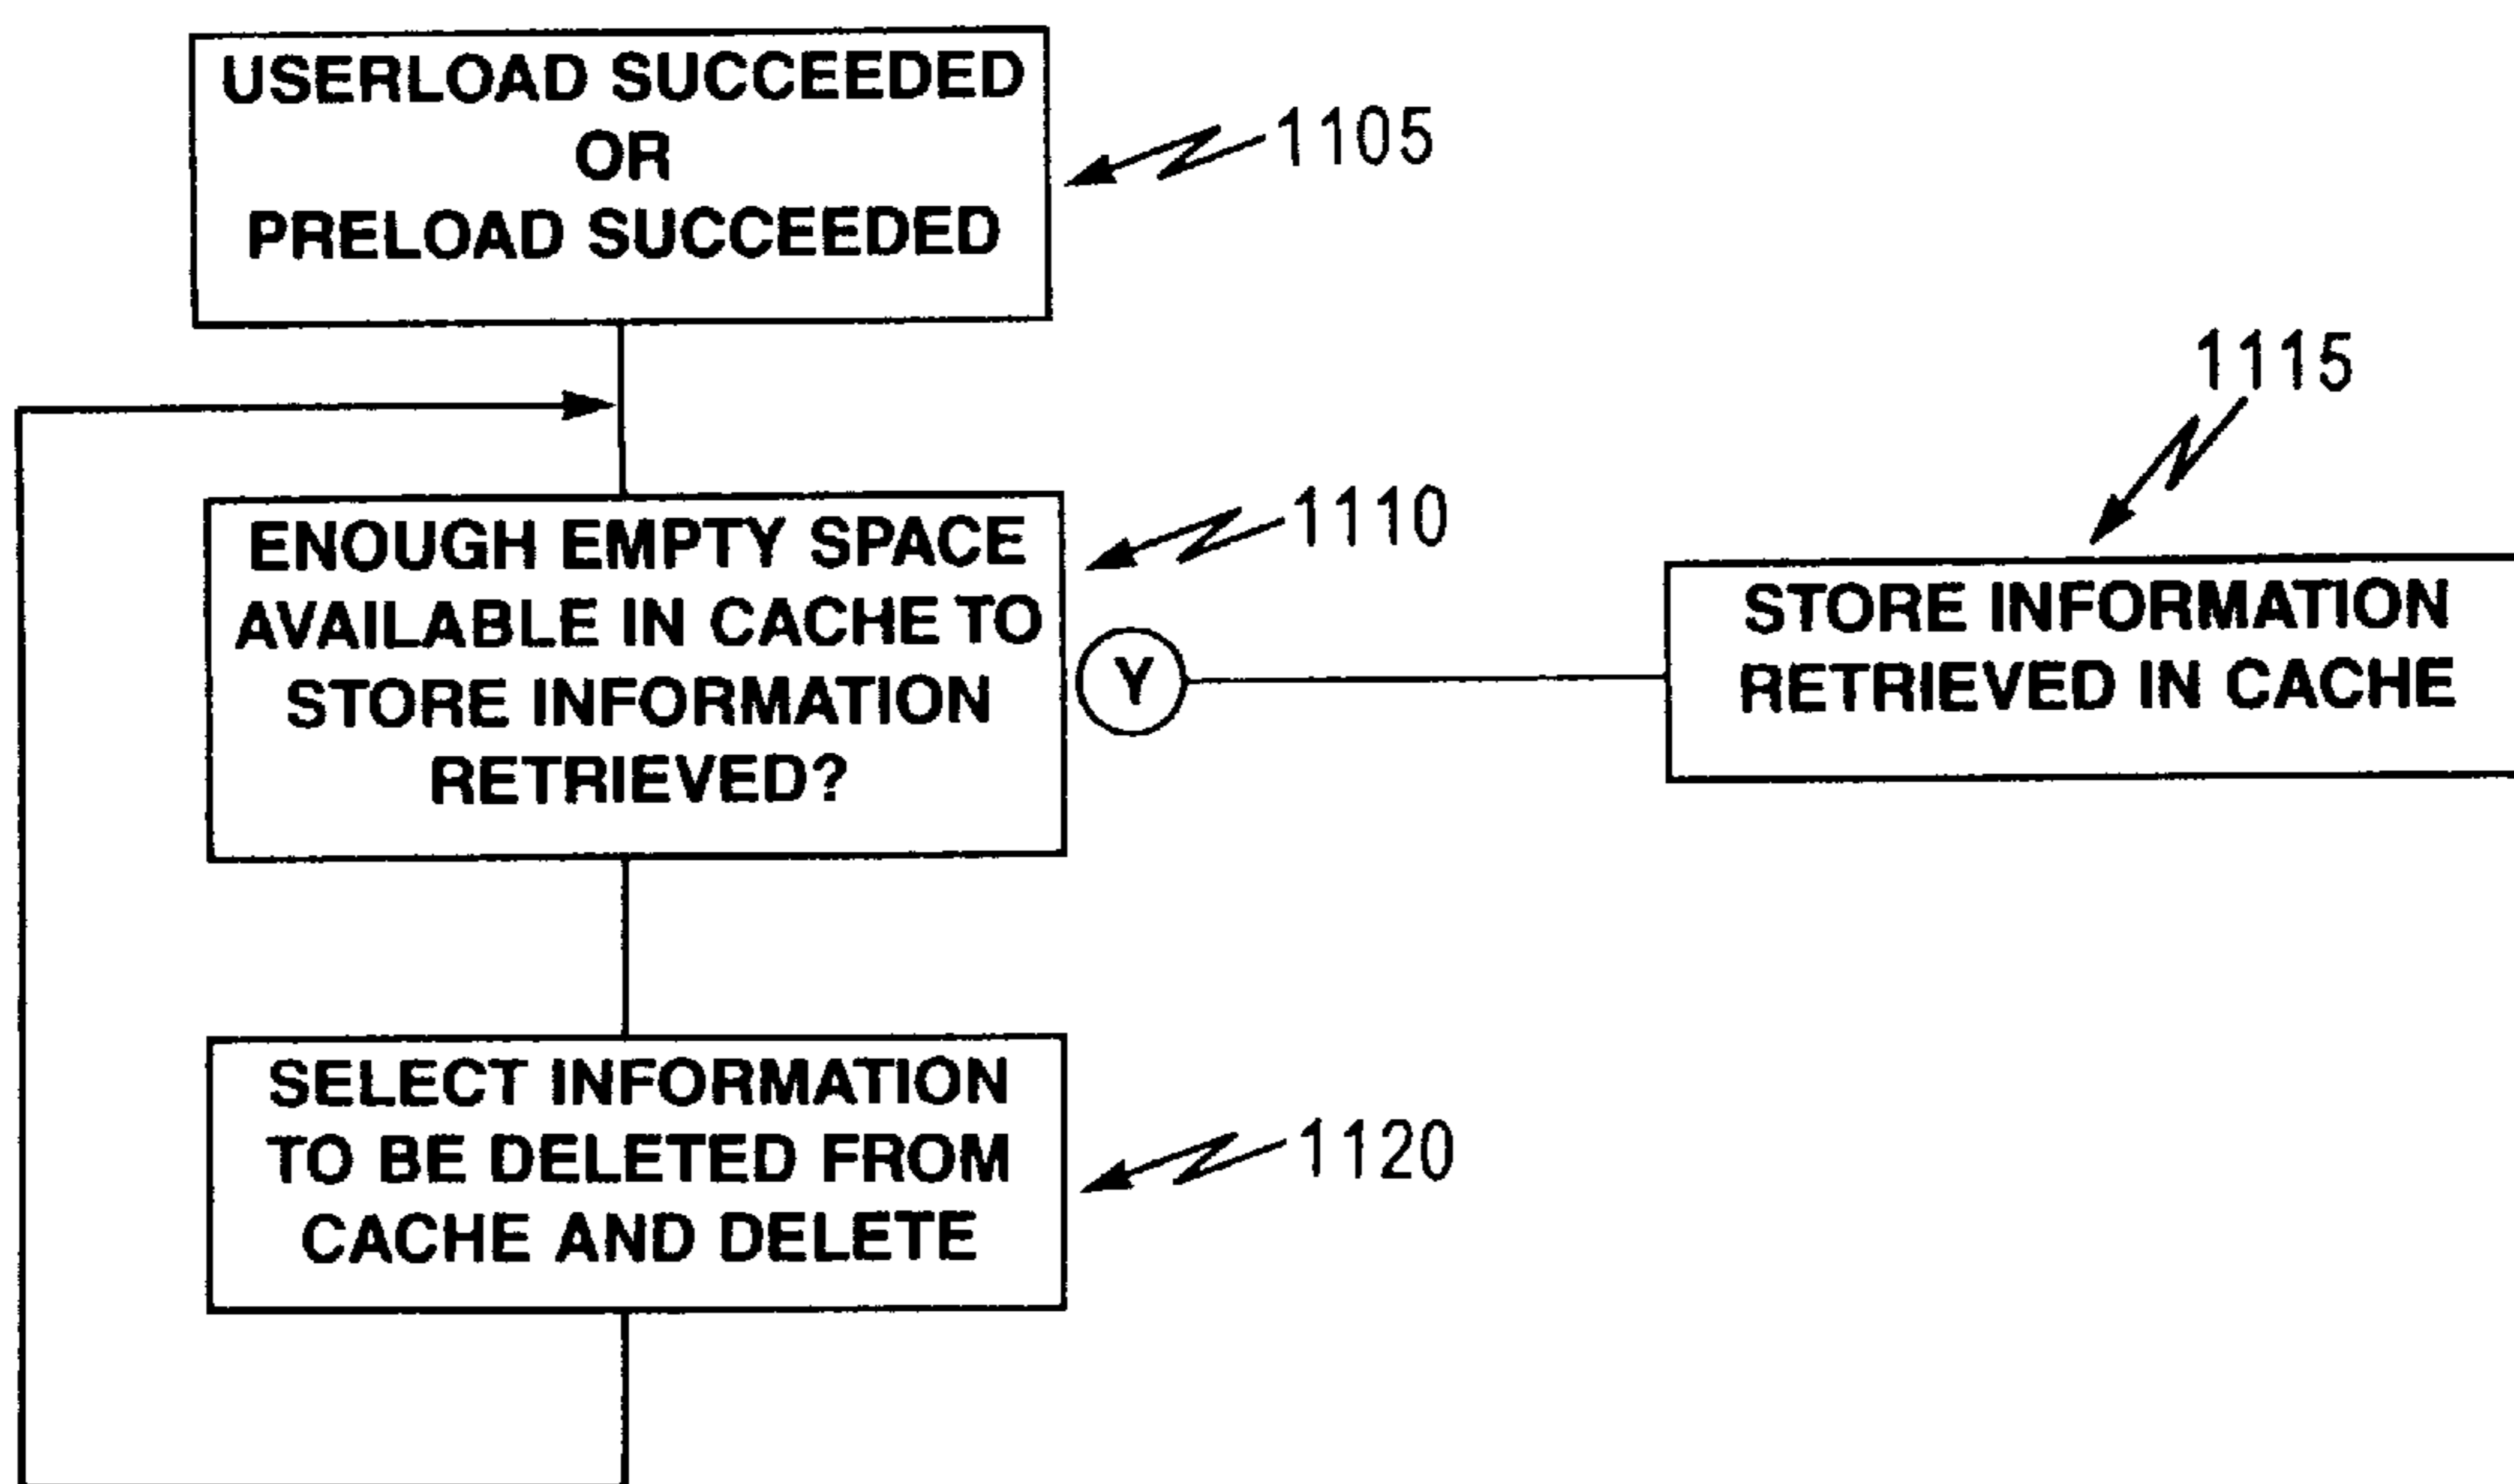 USERLOAD SUCCEEDED
OR
PRELOAD SUCCEEDED
1105
1115
ENOUGH EMPTY SPACE
AVAILABLE IN CACHE TO
STORE INFORMATION
RETRIEVED?
1110
Y
STORE INFORMATION
RETRIEVED IN CACHE
SELECT INFORMATION
TO BE DELETED FROM
CACHE AND DELETE
1120